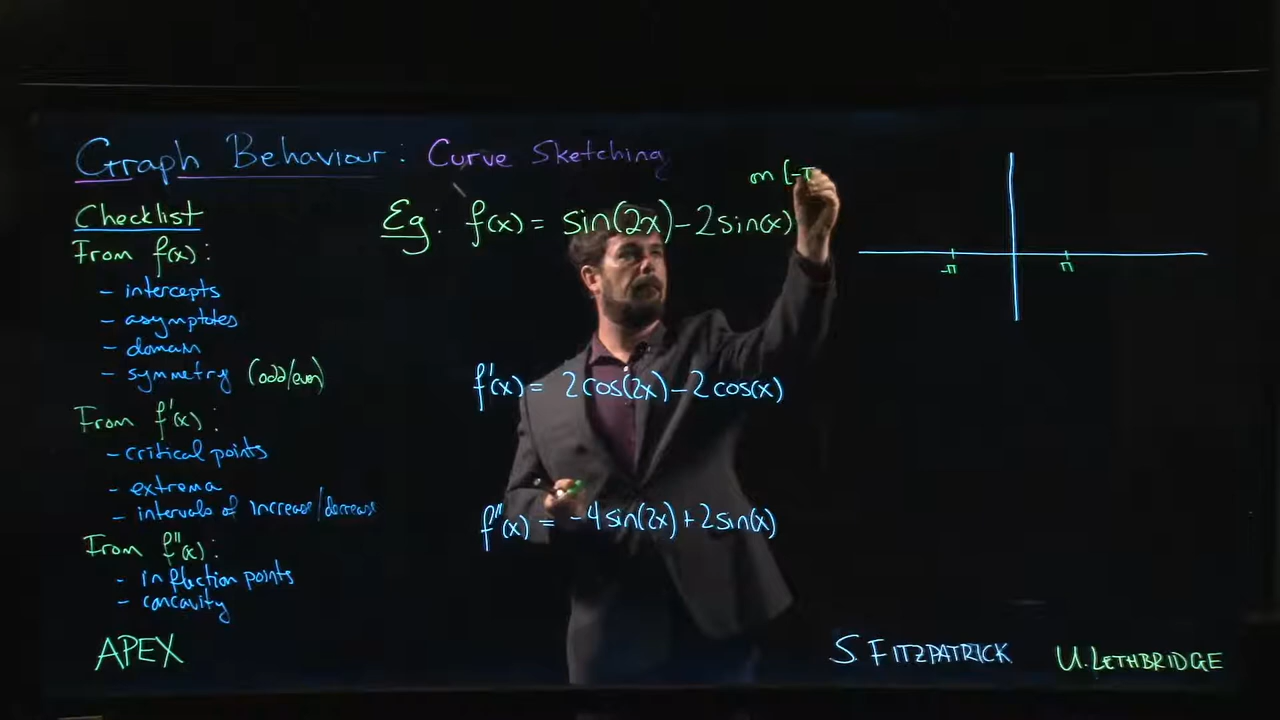 Graph Behaviour: Curve Sketching
Checklist
From f(x):
- intercepts
- asymptotes
- domain
- symmetry (odd/even)
From f'(x):
- critical points
- extrema
- intervals of increase/decrease
From f''(x):
- inflection points
- concavity
APEX
on [-π
Eg: f(x) = sin(2x)-2sin(x)
f'(x) = 2cos(2x)-2cos(x)
f''(x) = -4sin(2x)+2sin(x)
-π π
S. FITZPATRICK
U. LETHBRIDGE